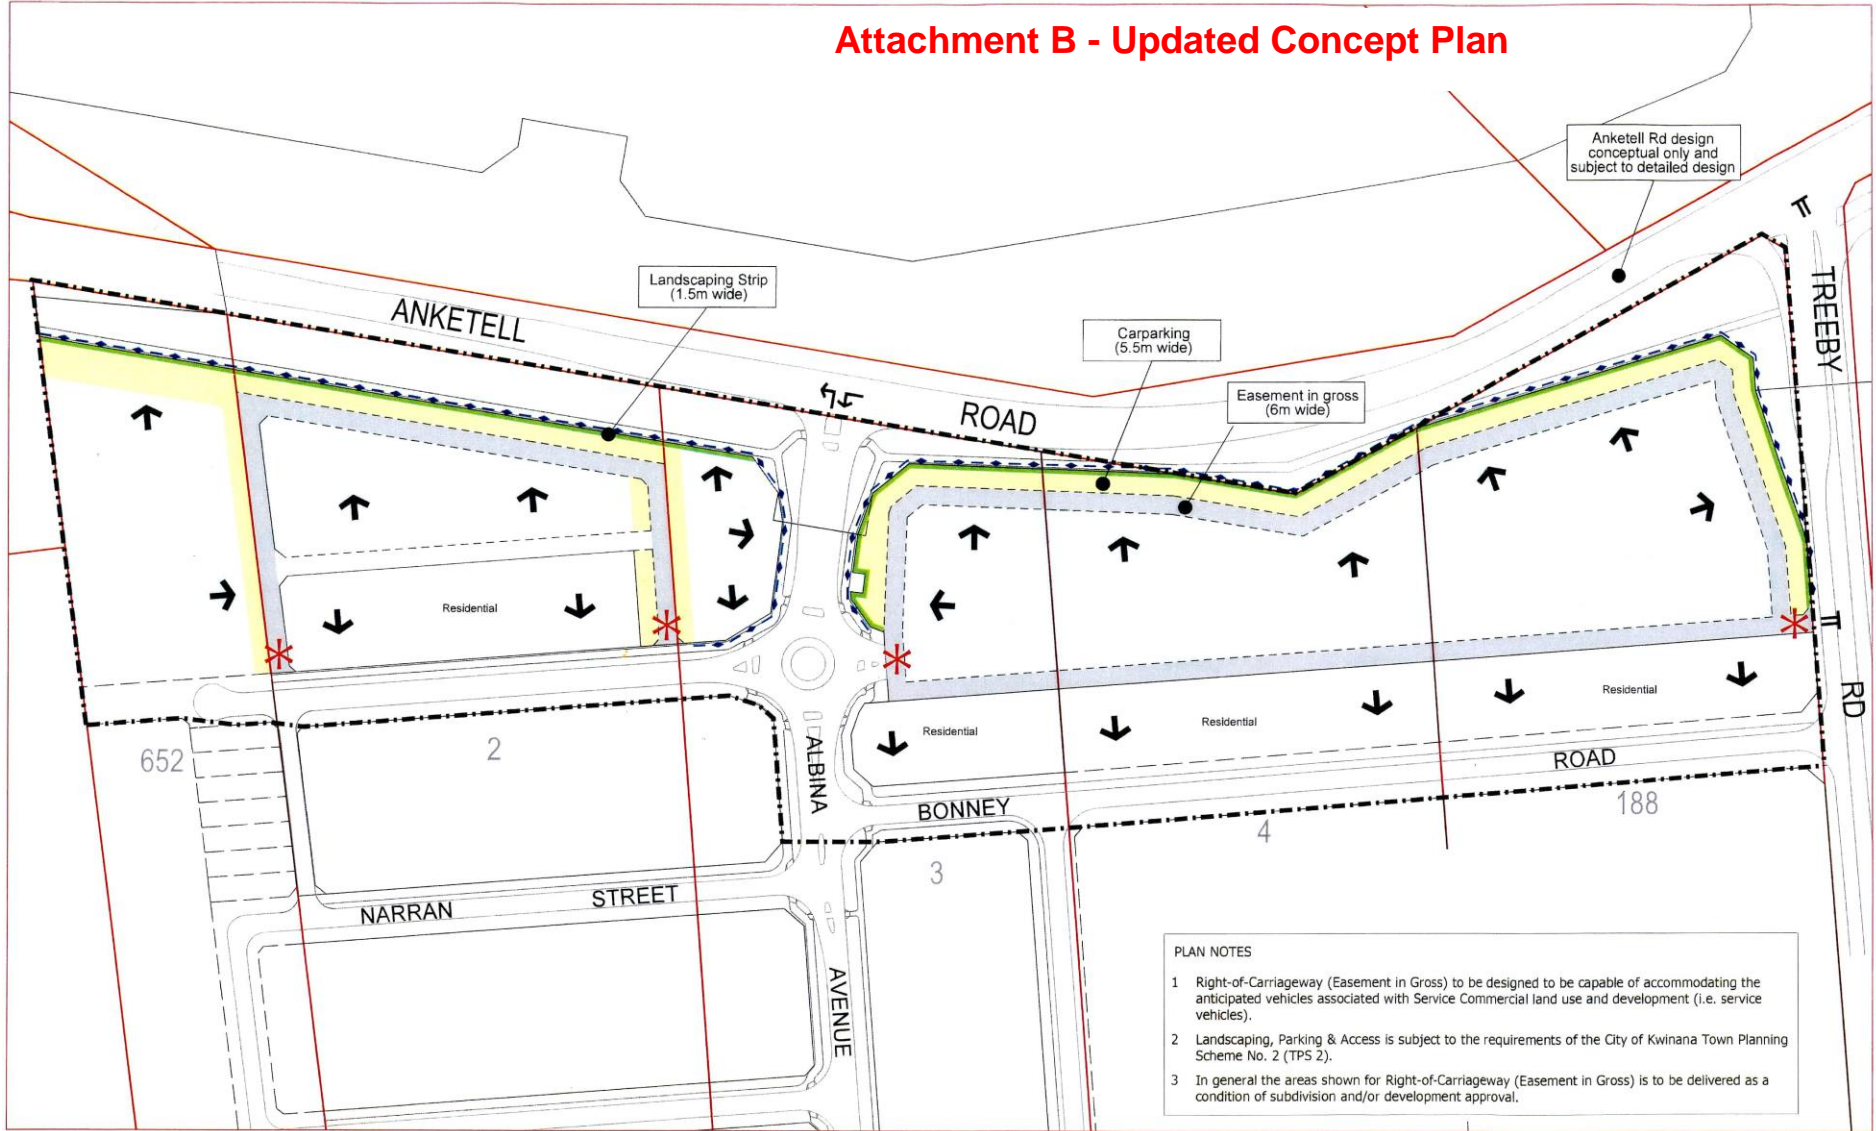 Attachment B - Updated Concept Plan
Anketell Rd design
conceptual only and
subject to detailed design
Landscaping Strip
(1.5m wide)
ANKETELL
ROAD
Carparking
(5.5m wide)
Easement in gross
(6m wide)
TREEBY
RD
Residential
Residential
Residential
Residential
652
2
ALBINA
AVENUE
BONNEY
ROAD
188
4
3
NARRAN
STREET
PLAN NOTES
1 Right-of-Carriageway (Easement in Gross) to be designed to be capable of accommodating the
anticipated vehicles associated with Service Commercial land use and development (i.e. service
vehicles).
2 Landscaping, Parking & Access is subject to the requirements of the City of Kwinana Town Planning
Scheme No. 2 (TPS 2).
3 In general the areas shown for Right-of-Carriageway (Easement in Gross) is to be delivered as a
condition of subdivision and/or development approval.